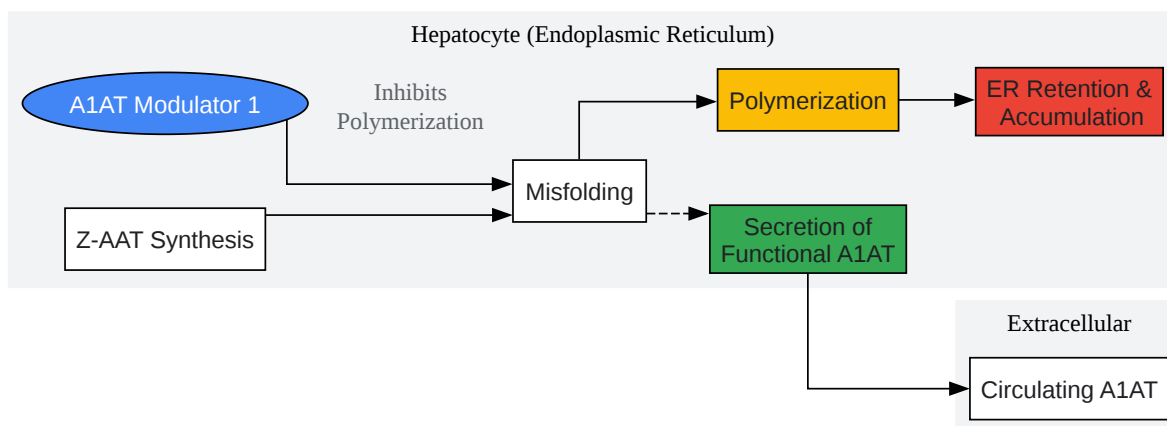 Hepatocyte (Endoplasmic Reticulum)
A1AT Modulator 1
Inhibits
Polymerization
Polymerization
ER Retention &
Accumulation
Misfolding
Z-AAT Synthesis
Secretion of
Functional A1AT
Extracellular
Circulating A1AT